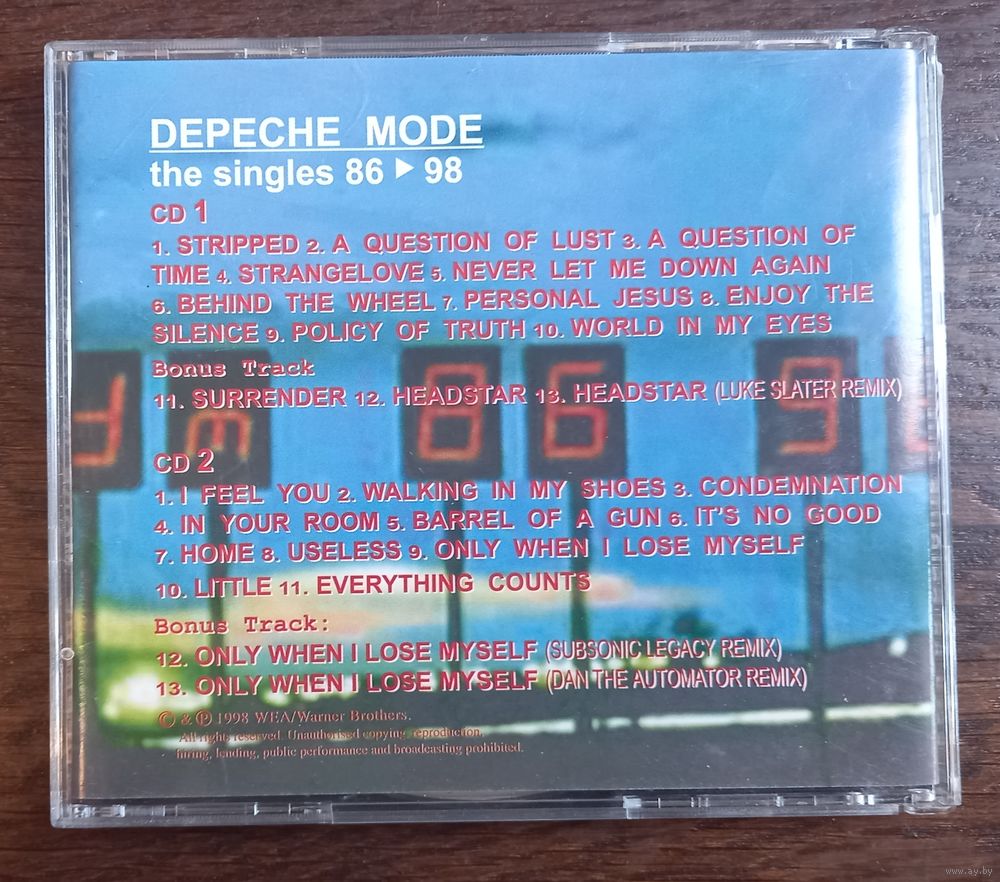 DEPECHE MODE
the singles 86 ▶ 98
CD 1
1. STRIPPED 2. A QUESTION OF LUST 3. A QUESTION OF
TIME 4. STRANGELOVE 5. NEVER LET ME DOWN AGAIN
6. BEHIND THE WHEEL 7. PERSONAL JESUS 8. ENJOY THE
SILENCE 9. POLICY OF TRUTH 10. WORLD IN MY EYES
Bonus Track
11. SURRENDER 12. HEADSTAR 13. HEADSTAR (LUKE SLATER REMIX)
m 8 6 9
CD 2
1. I FEEL YOU 2. WALKING IN MY SHOES 3. CONDEMNATION
4. IN YOUR ROOM 5. BARREL OF A GUN 6. IT'S NO GOOD
7. HOME 8. USELESS 9. ONLY WHEN I LOSE MYSELF
10. LITTLE 11. EVERYTHING COUNTS
Bonus Track:
12. ONLY WHEN I LOSE MYSELF (SUBSONIC LEGACY REMIX)
13. ONLY WHEN I LOSE MYSELF (DAN THE AUTOMATOR REMIX)
© & ℗ 1998 WEA/Warner Brothers.
All rights reserved. Unauthorised copying, reproduction,
hiring, lending, public performance and broadcasting prohibited.
www.ay.by